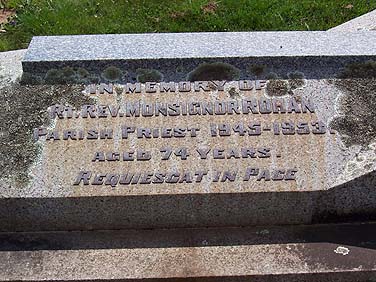 IN MEMORY OF
RT. REV. MONSIGNOR ROHAN
PARISH PRIEST 1945-1953.
AGED 74 YEARS.
REQUIESCAT IN PACE